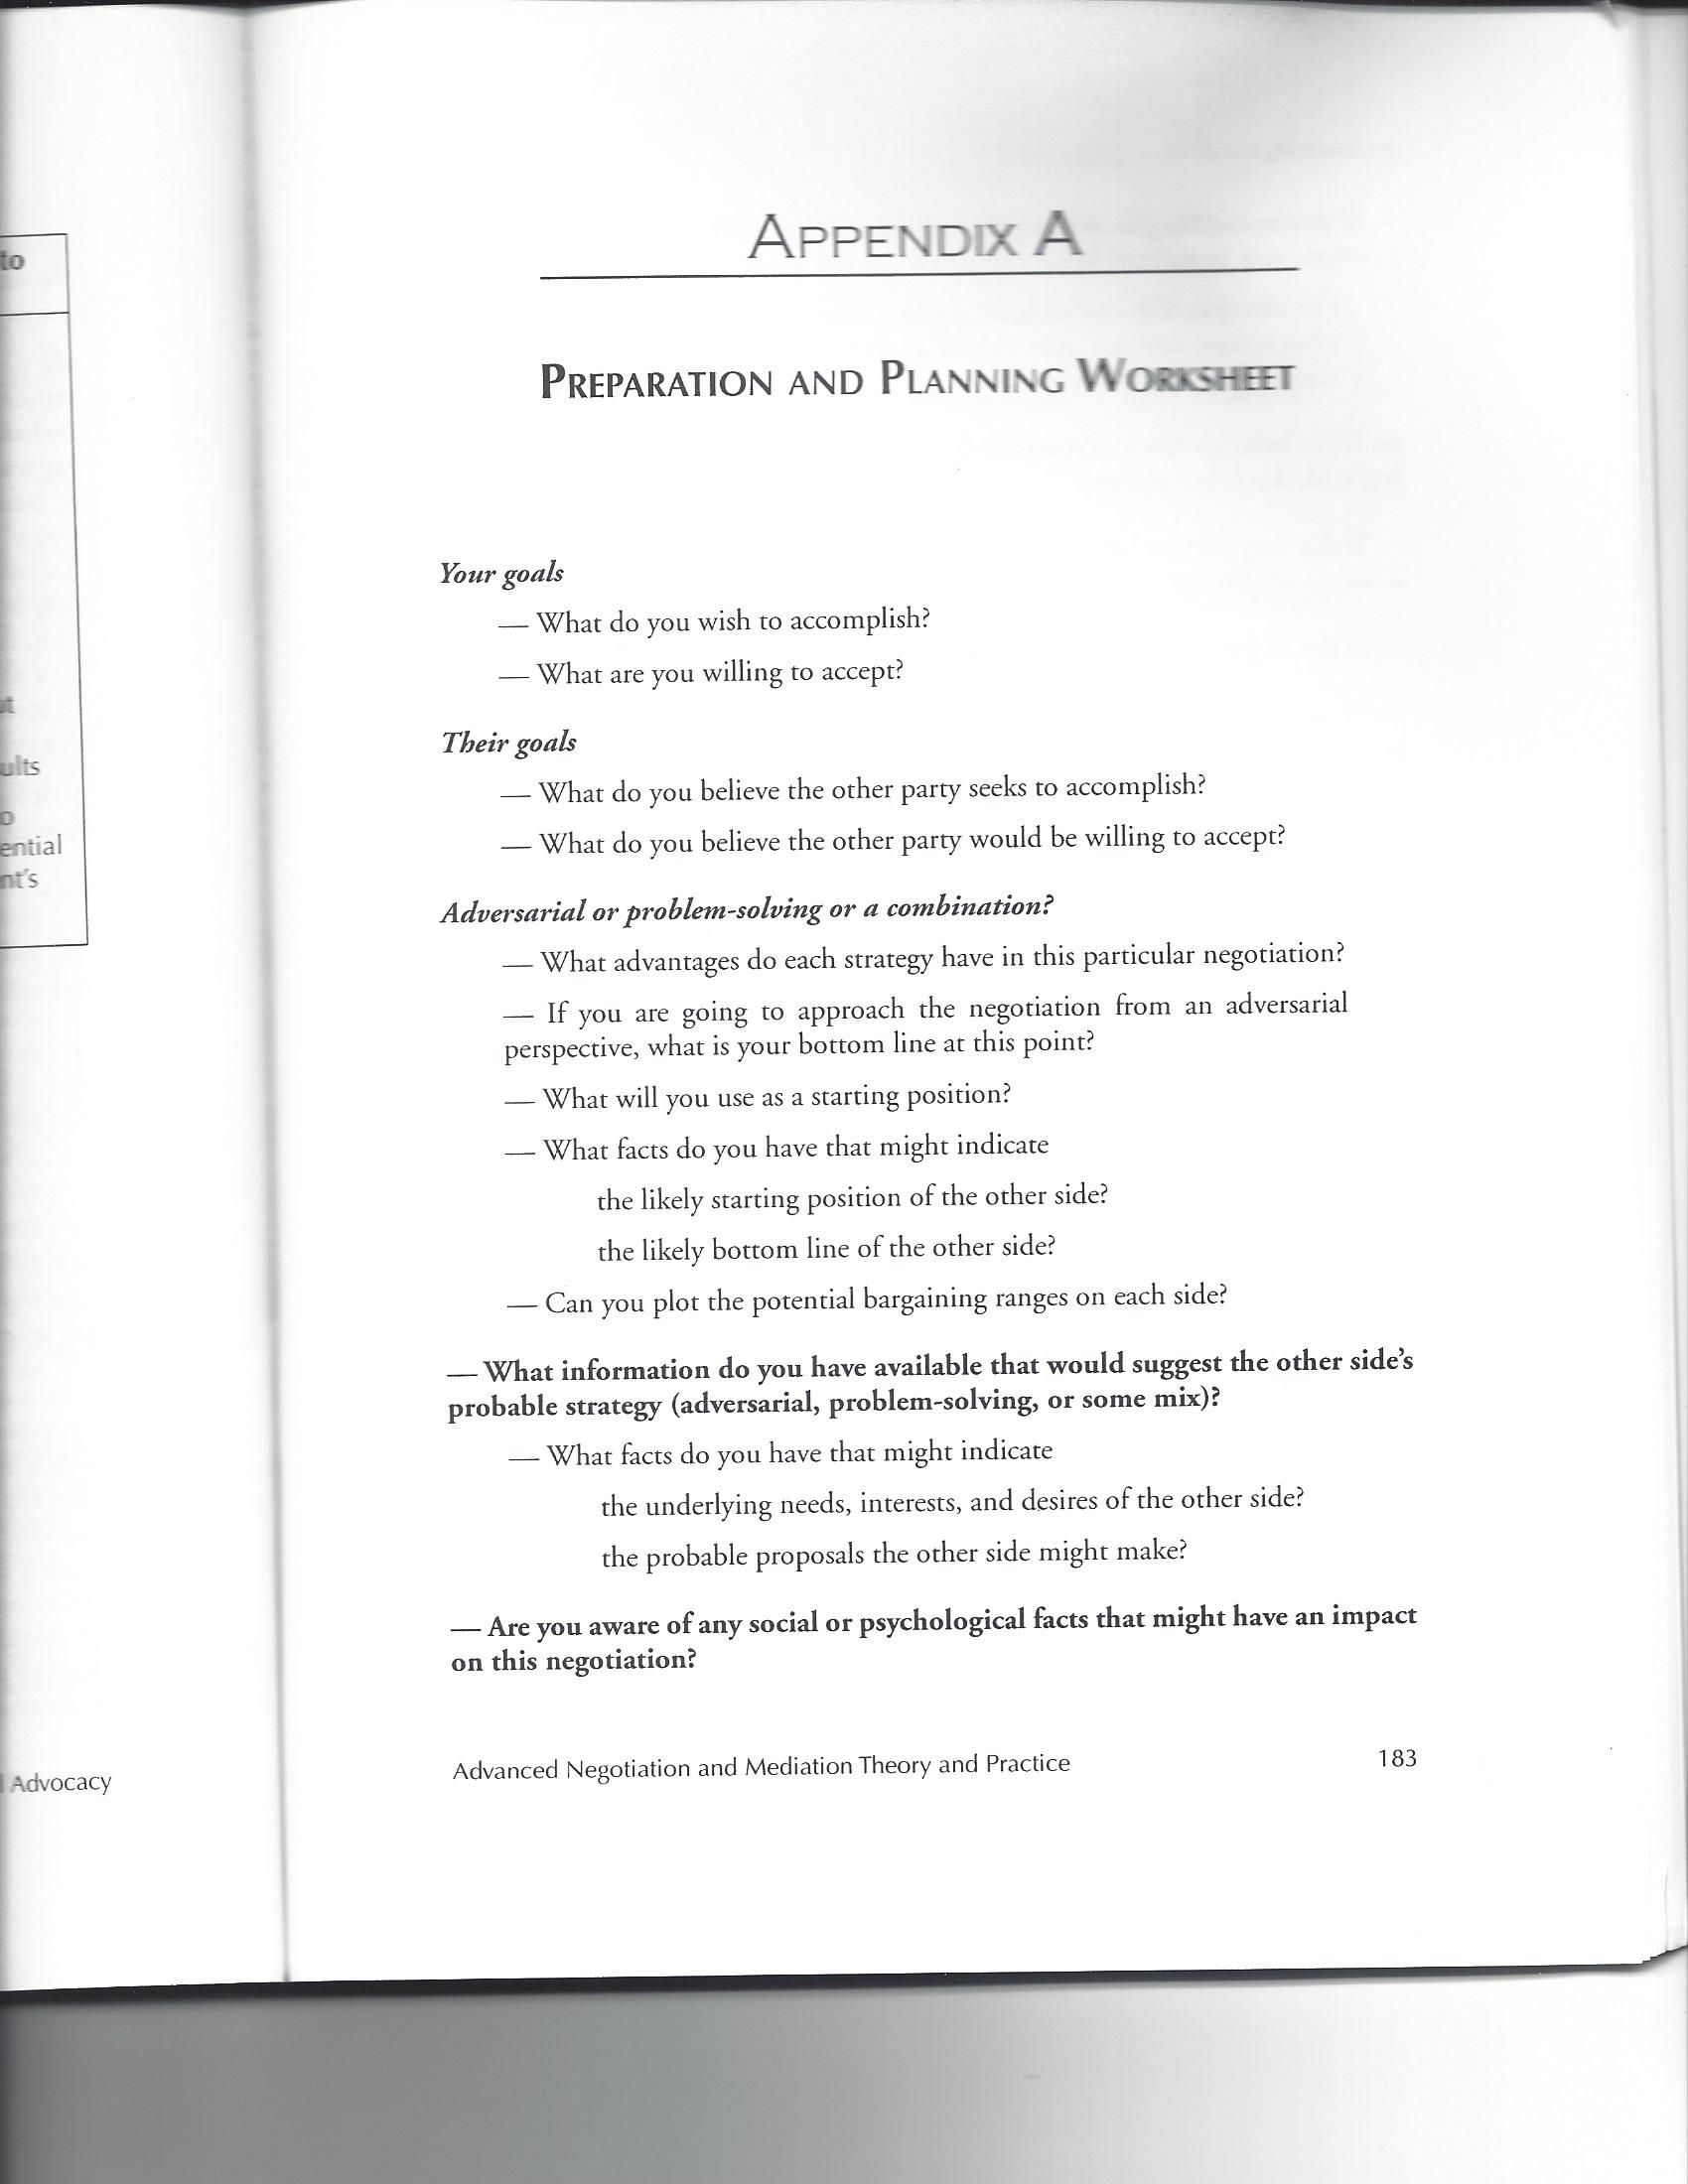 to
ults
ential
nt's
Advocacy
APPENDIX A
PREPARATION AND PLANNING WORKSHEET
Your goals
— What do you wish to accomplish?
— What are you willing to accept?
Their goals
— What do you believe the other party seeks to accomplish?
— What do you believe the other party would be willing to accept?
Adversarial or problem-solving or a combination?
— What advantages do each strategy have in this particular negotiation?
— If you are going to approach the negotiation from an adversarial
perspective, what is your bottom line at this point?
— What will you use as a starting position?
— What facts do you have that might indicate
the likely starting position of the other side?
the likely bottom line of the other side?
— Can you plot the potential bargaining ranges on each side?
— What information do you have available that would suggest the other side's
probable strategy (adversarial, problem-solving, or some mix)?
— What facts do you have that might indicate
the underlying needs, interests, and desires of the other side?
the probable proposals the other side might make?
— Are you aware of any social or psychological facts that might have an impact
on this negotiation?
Advanced Negotiation and Mediation Theory and Practice 183